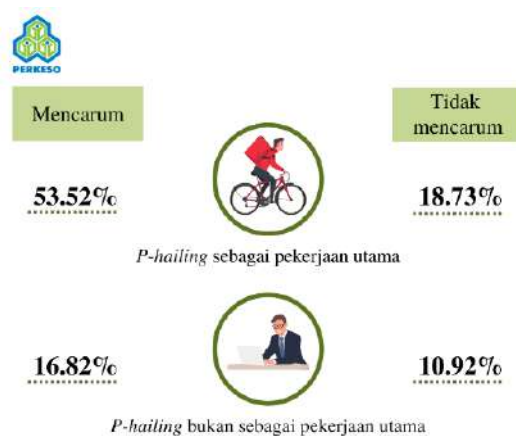 PERKESO
Mencarum
Tidak
mencarum
53.52%
18.73%
P-hailing sebagai pekerjaan utama
16.82%
10.92%
P-hailing bukan sebagai pekerjaan utama